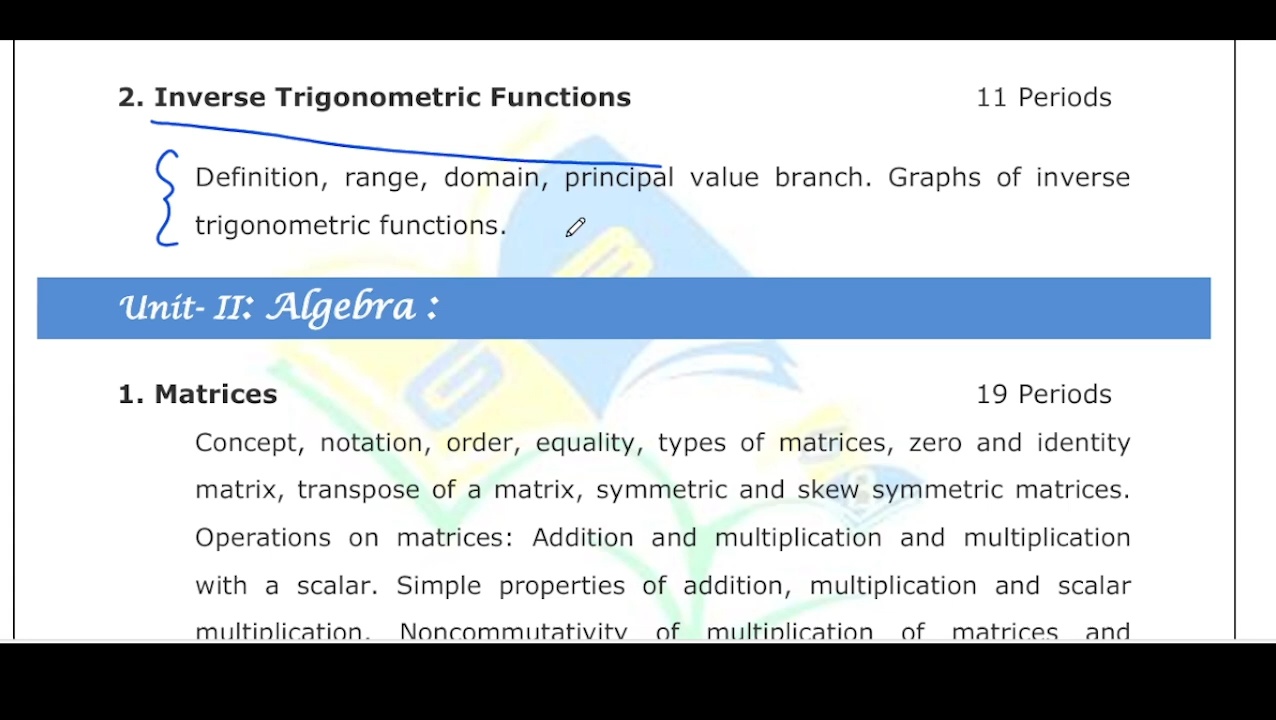 2. Inverse Trigonometric Functions 11 Periods
Definition, range, domain, principal value branch. Graphs of inverse
trigonometric functions.
Unit- II: Algebra :
1. Matrices 19 Periods
Concept, notation, order, equality, types of matrices, zero and identity
matrix, transpose of a matrix, symmetric and skew symmetric matrices.
Operations on matrices: Addition and multiplication and multiplication
with a scalar. Simple properties of addition, multiplication and scalar
multiplication. Noncommutativity of multiplication of matrices and